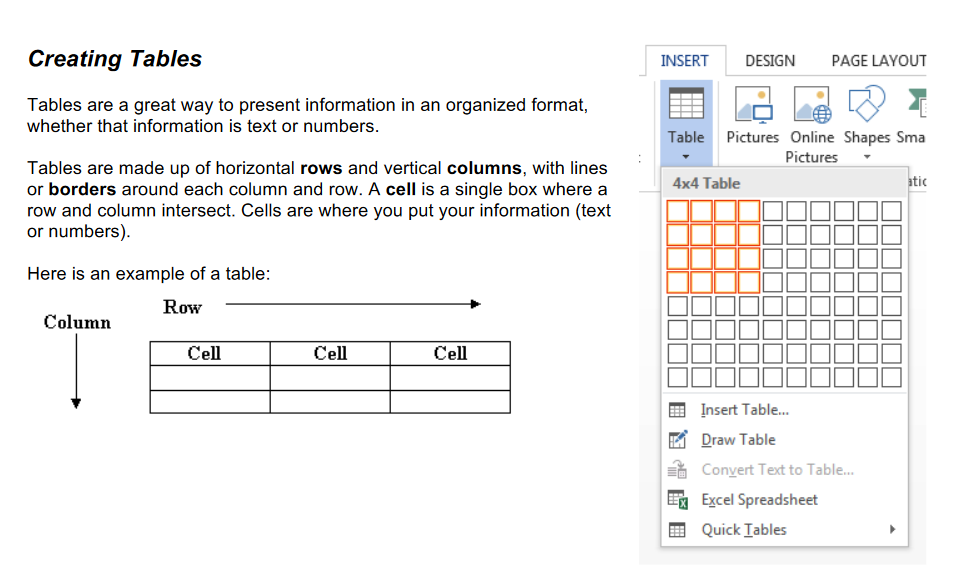 Creating Tables
Tables are a great way to present information in an organized format,
whether that information is text or numbers.
Tables are made up of horizontal rows and vertical columns, with lines
or borders around each column and row. A cell is a single box where a
row and column intersect. Cells are where you put your information (text
or numbers).
Here is an example of a table:
Row
Column
Cell Cell Cell
INSERT DESIGN PAGE LAYOUT
Table Pictures Online Shapes Sma
Pictures
atic
4x4 Table
Insert Table...
Draw Table
Convert Text to Table...
Excel Spreadsheet
Quick Tables